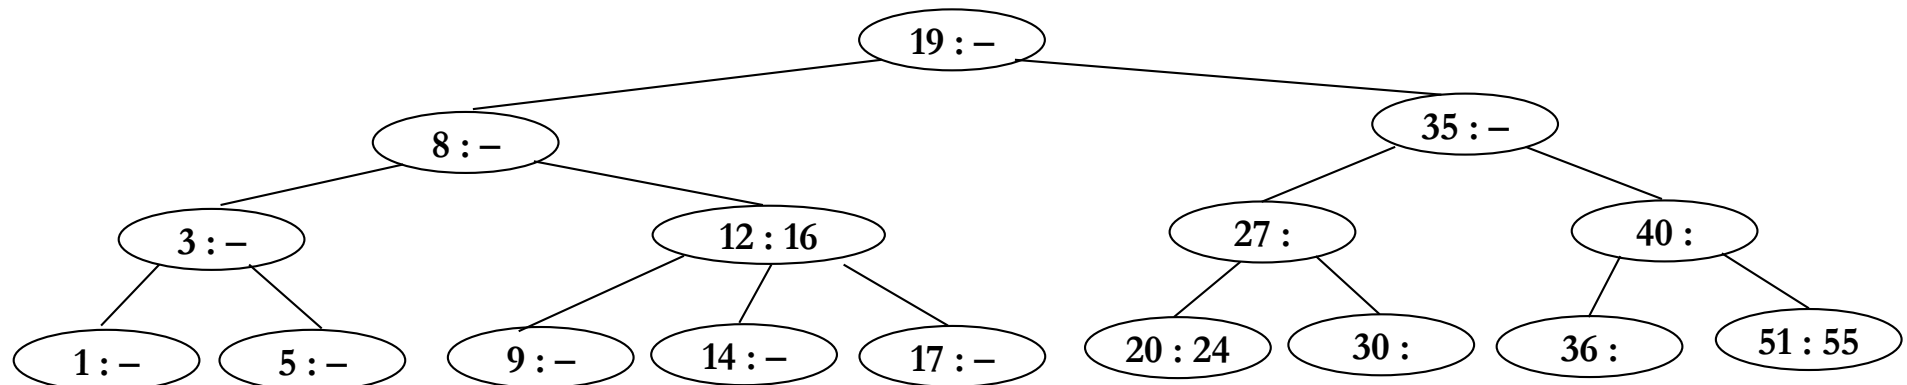 19 : –
8 : –
35 : –
3 : –
12 : 16
27 :
40 :
1 : –
5 : –
9 : –
14 : –
17 : –
20 : 24
30 :
36 :
51 : 55